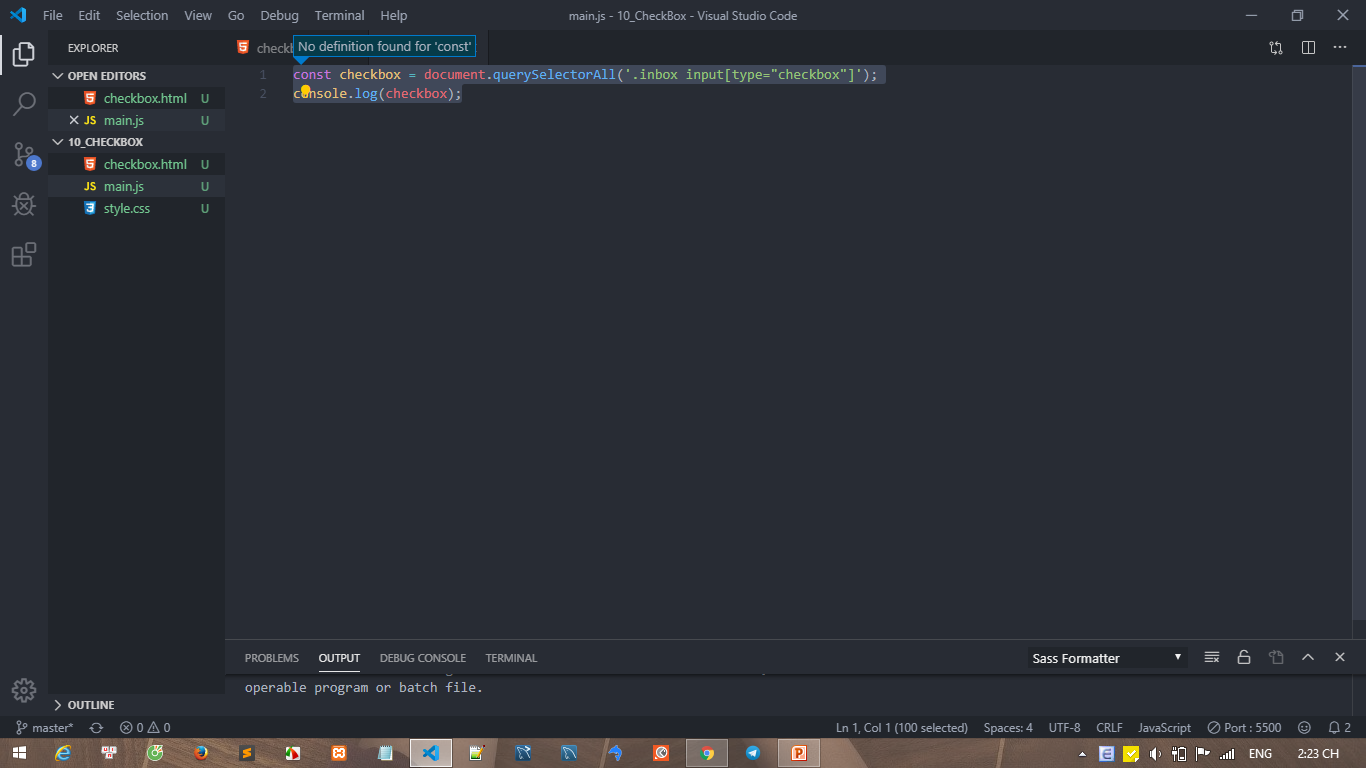 File Edit Selection View Go Debug Terminal Help
main.js - 10_CheckBox - Visual Studio Code
EXPLORER
OPEN EDITORS
checkbox.html U
JS main.js U
10_CHECKBOX
checkbox.html U
JS main.js U
style.css U
OUTLINE
8
No definition found for 'const'
1 const checkbox = document.querySelectorAll('.inbox input[type="checkbox"]');
2 console.log(checkbox);
PROBLEMS OUTPUT DEBUG CONSOLE TERMINAL
Sass Formatter
operable program or batch file.
master* 0 0
Ln 1, Col 1 (100 selected) Spaces: 4 UTF-8 CRLF JavaScript Port : 5500 2
ENG 2:23 CH